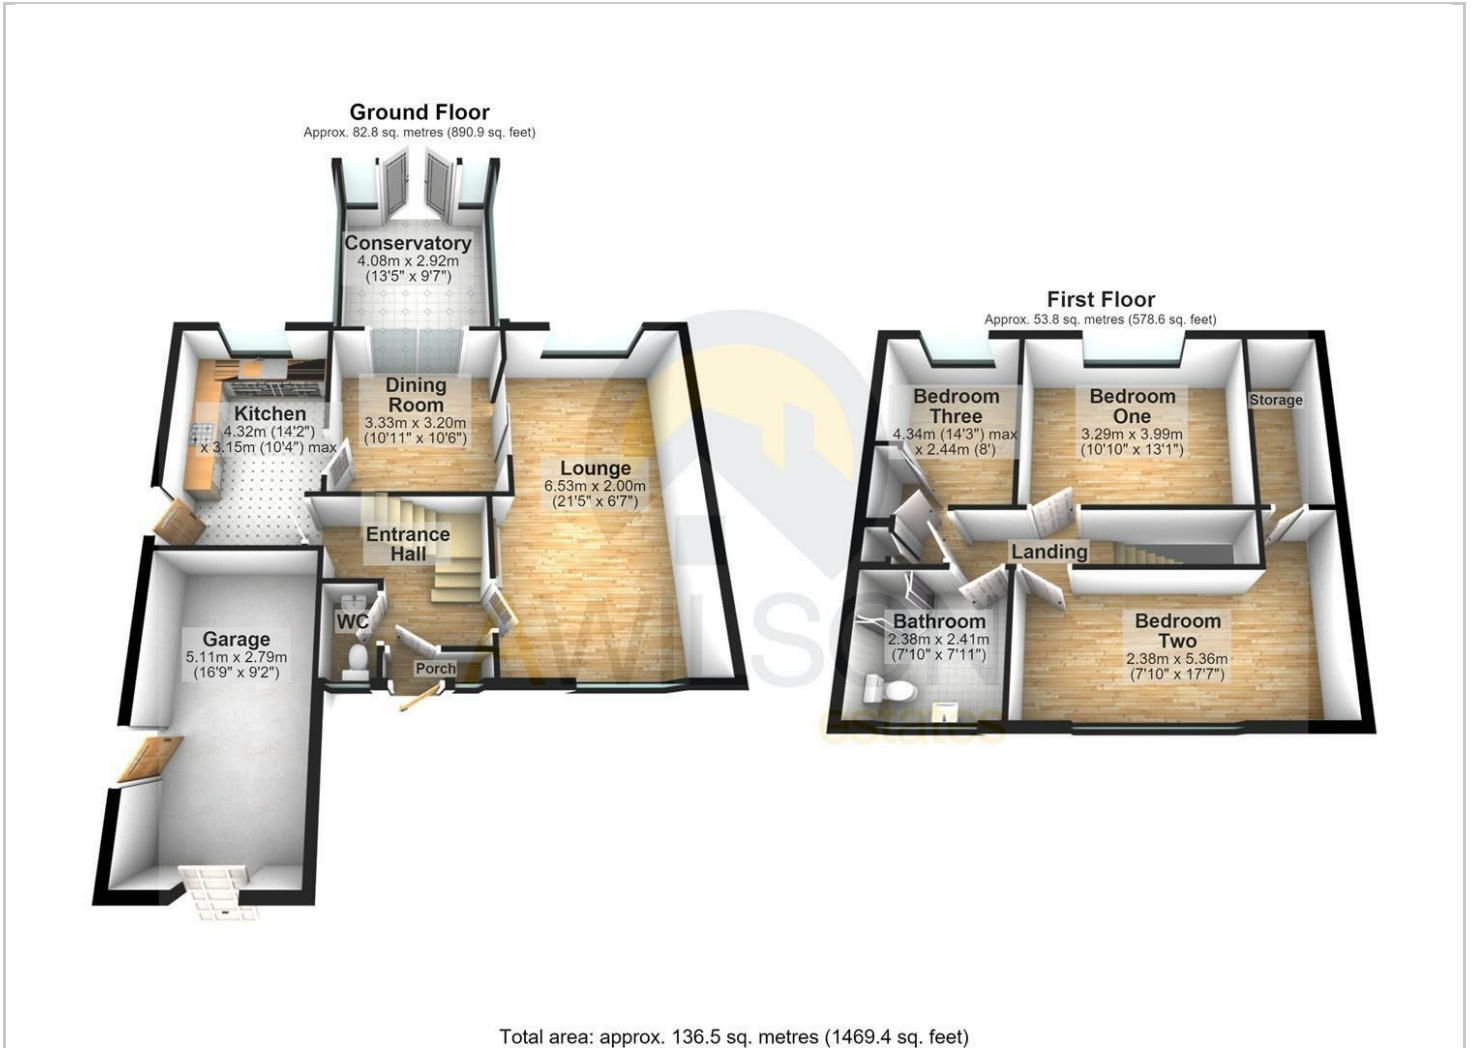 Ground Floor
Approx. 82.8 sq. metres (890.9 sq. feet)
Conservatory
4.08m x 2.92m
(13'5" x 9'7")
Kitchen
4.32m (14'2")
x 3.15m (10'4") max
Dining
Room
3.33m x 3.20m
(10'11" x 10'6")
Lounge
6.53m x 2.00m
(21'5" x 6'7")
Entrance
Hall
WC
Porch
Garage
5.11m x 2.79m
(16'9" x 9'2")
First Floor
Approx. 53.8 sq. metres (578.6 sq. feet)
Bedroom
Three
4.34m (14'3") max
x 2.44m (8')
Bedroom
One
3.29m x 3.99m
(10'10" x 13'1")
Storage
Landing
Bathroom
2.38m x 2.41m
(7'10" x 7'11")
Bedroom
Two
2.38m x 5.36m
(7'10" x 17'7")
AWILSON
estates
Total area: approx. 136.5 sq. metres (1469.4 sq. feet)